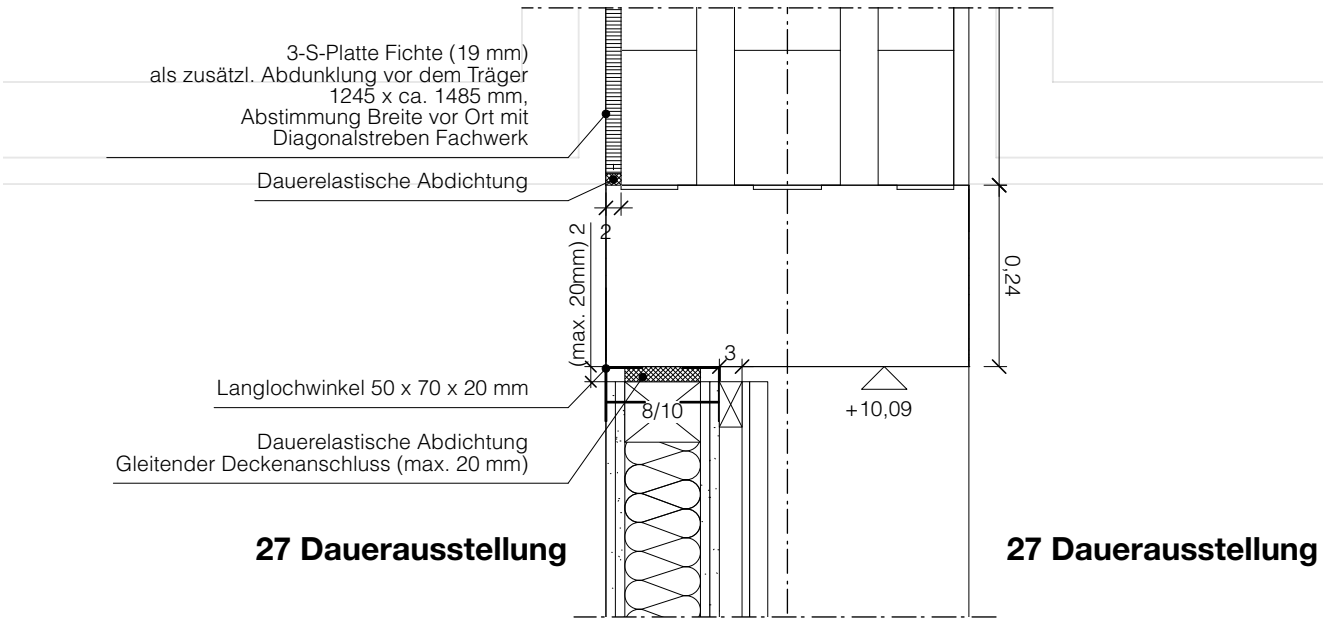 3-S-Platte Fichte (19 mm)
als zusätzl. Abdunklung vor dem Träger
1245 x ca. 1485 mm,
Abstimmung Breite vor Ort mit
Diagonalstreben Fachwerk
Dauerelastische Abdichtung
2
(max. 20mm) 2
0,24
3
Langlochwinkel 50 x 70 x 20 mm
8/10
+10,09
Dauerelastische Abdichtung
Gleitender Deckenanschluss (max. 20 mm)
27 Dauerausstellung
27 Dauerausstellung